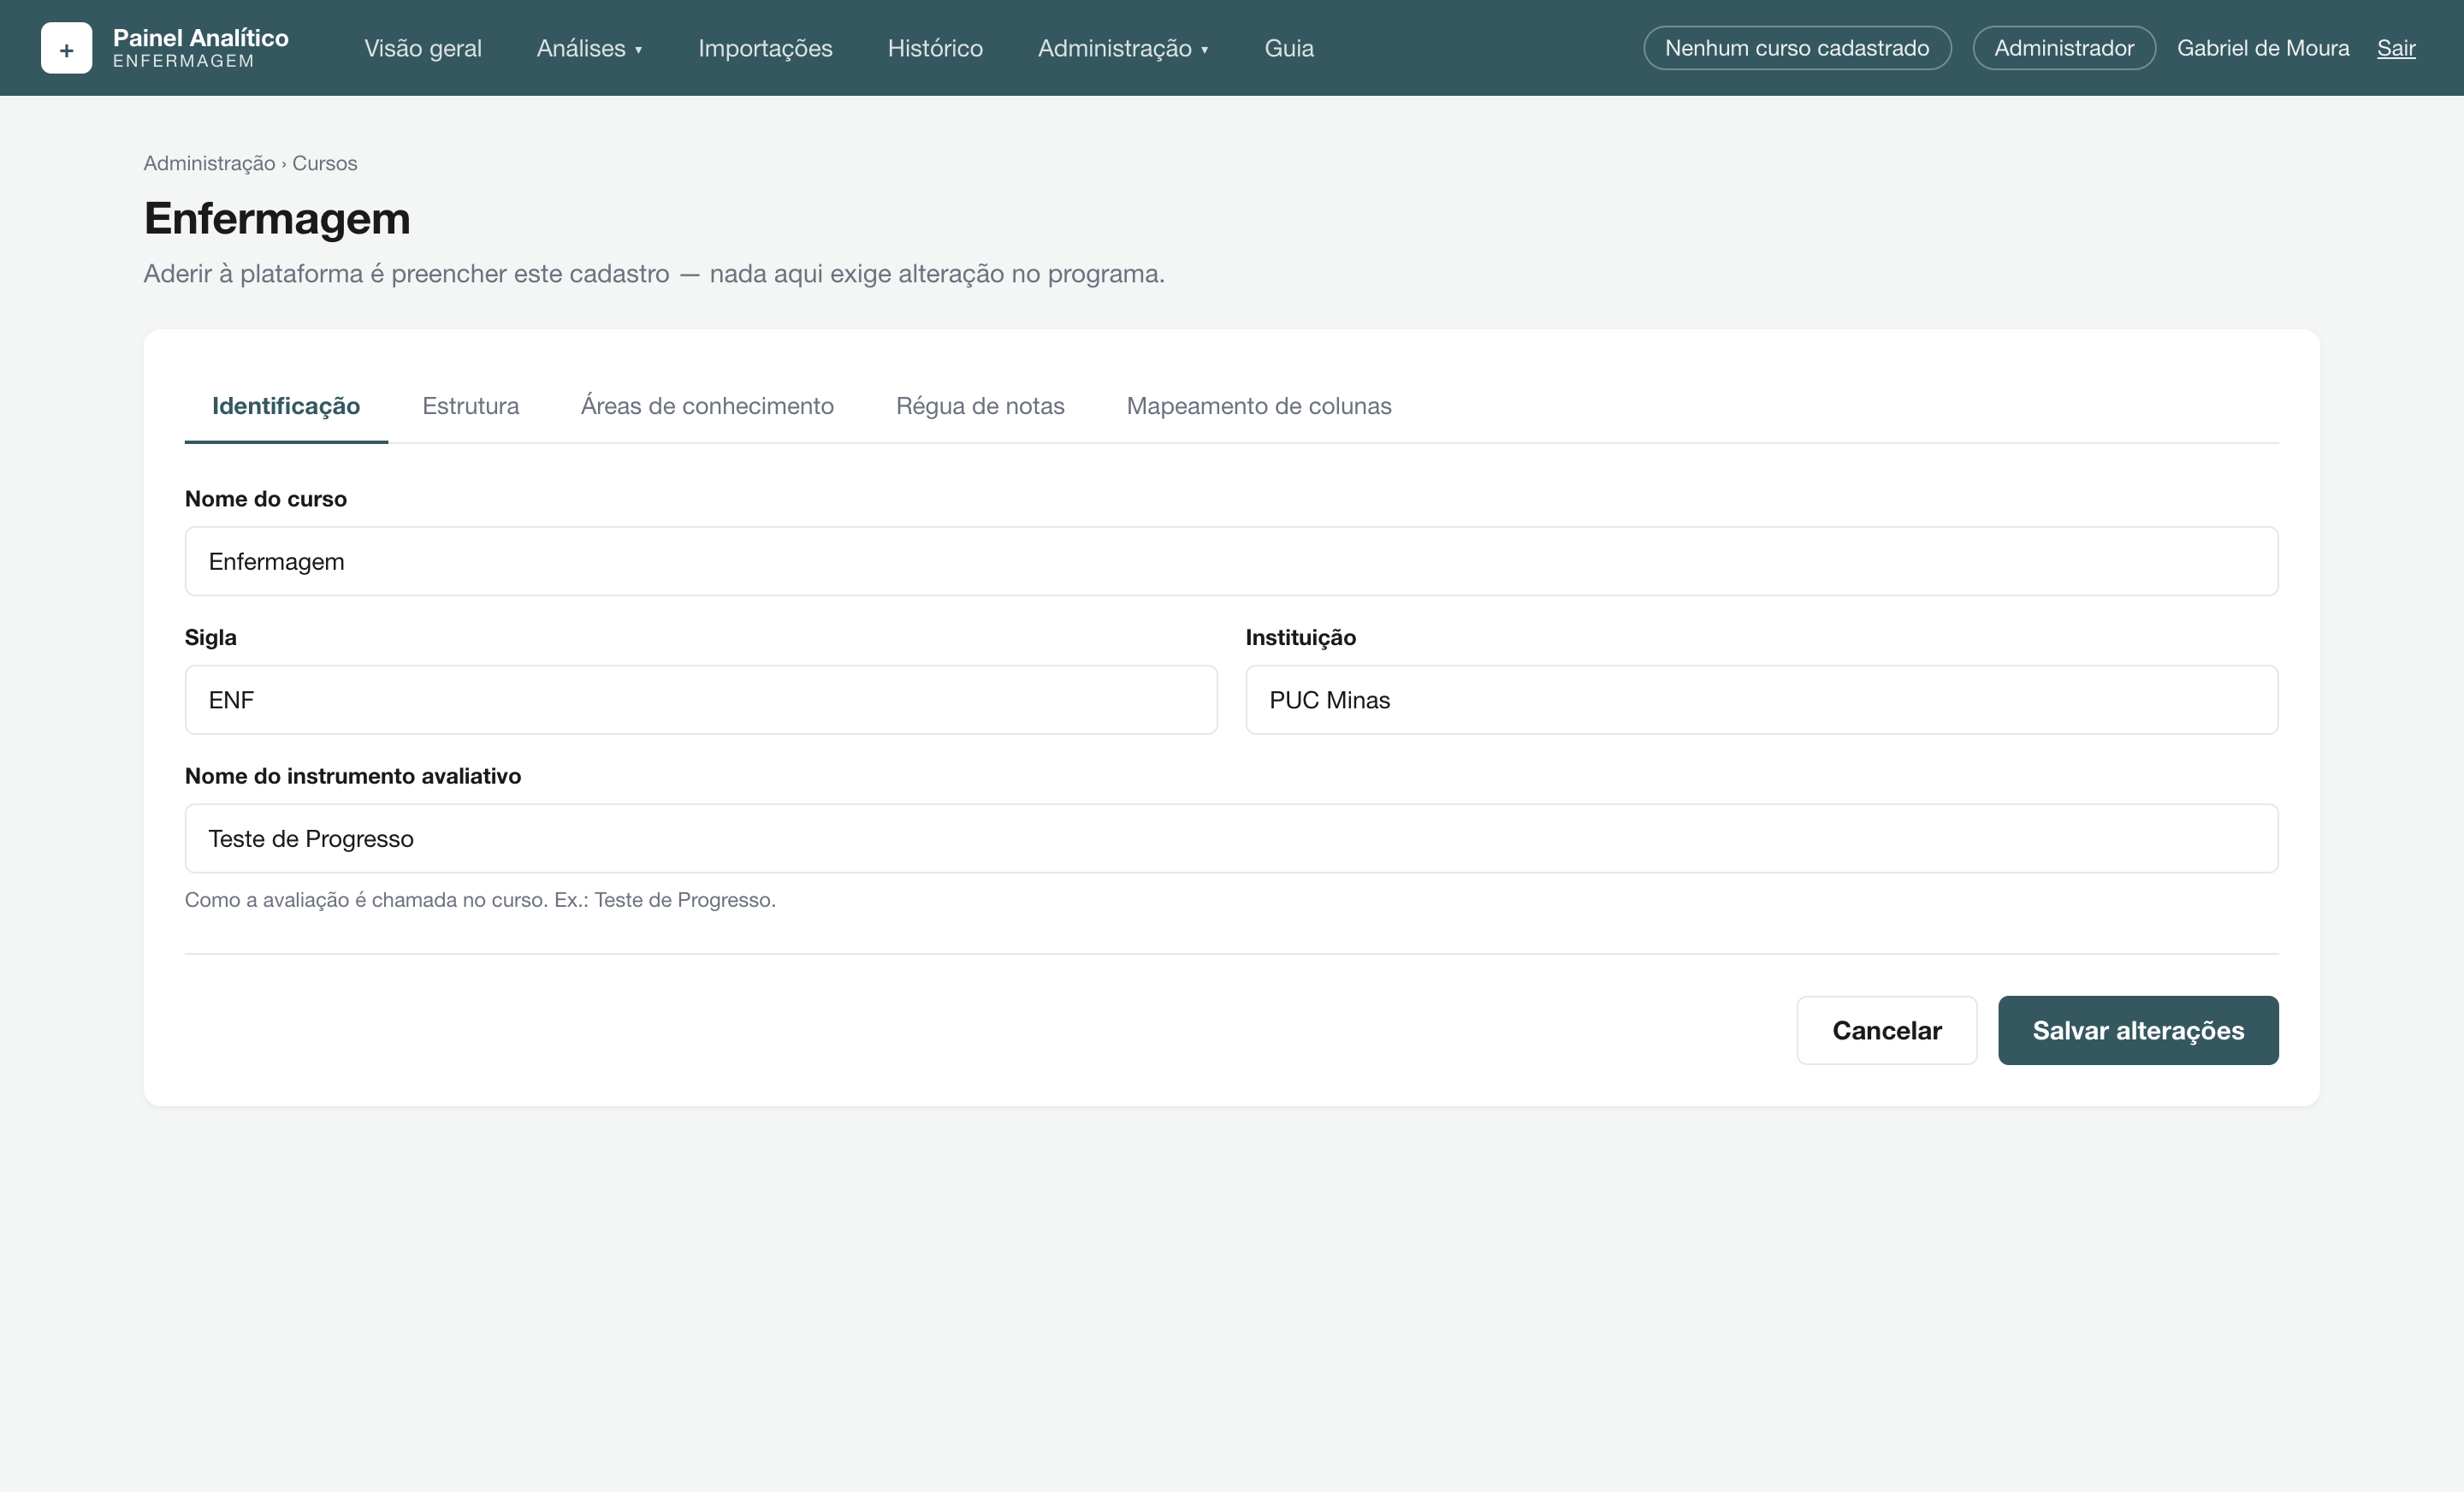 +
Painel Analítico
ENFERMAGEM
Visão geral
Análises ▾
Importações
Histórico
Administração ▾
Guia
Nenhum curso cadastrado
Administrador
Gabriel de Moura
Sair
Administração › Cursos
Enfermagem
Aderir à plataforma é preencher este cadastro — nada aqui exige alteração no programa.
Identificação
Estrutura
Áreas de conhecimento
Régua de notas
Mapeamento de colunas
Nome do curso
Enfermagem
Sigla
Instituição
ENF
PUC Minas
Nome do instrumento avaliativo
Teste de Progresso
Como a avaliação é chamada no curso. Ex.: Teste de Progresso.
Cancelar
Salvar alterações